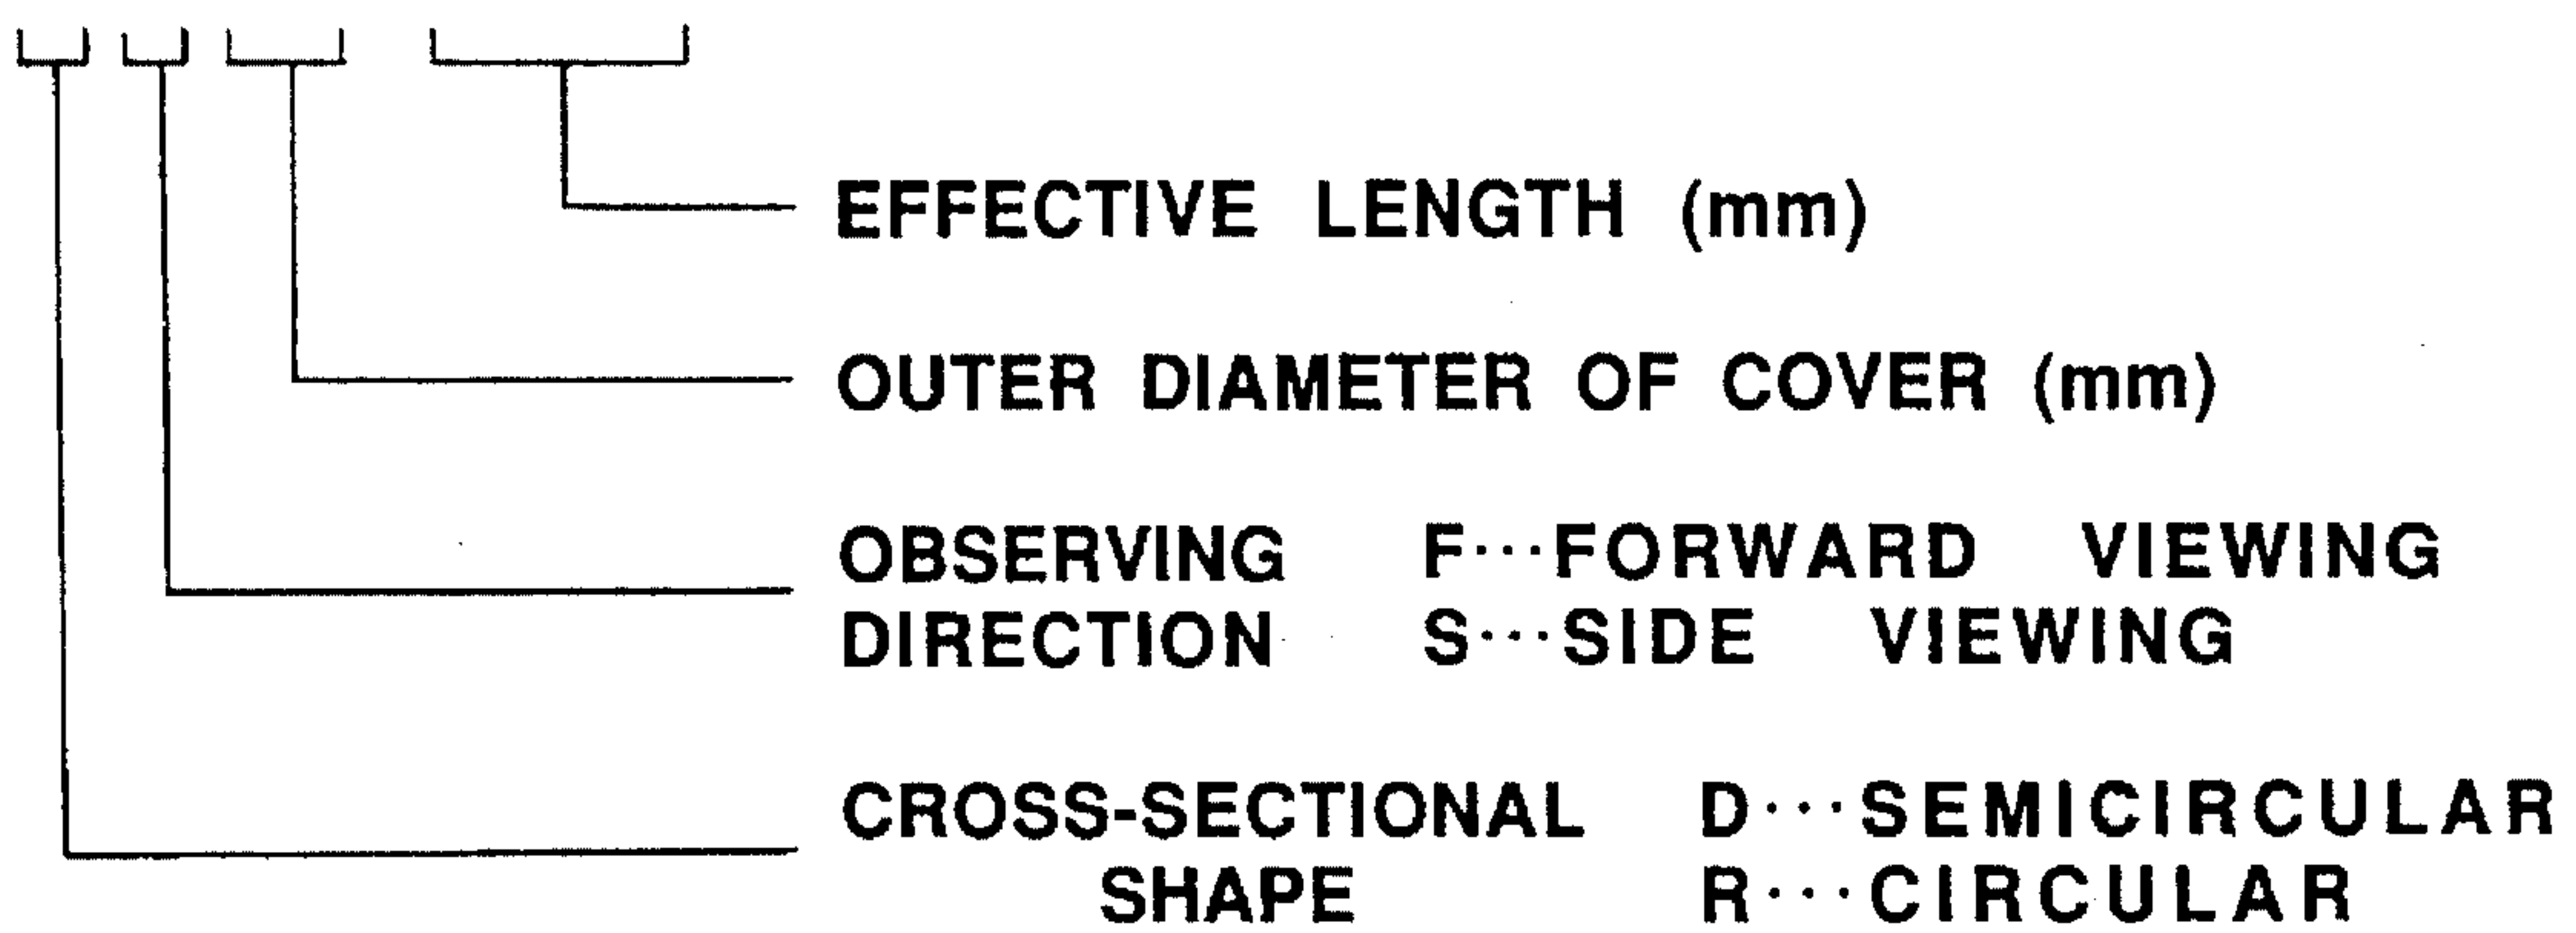 EFFECTIVE LENGTH (mm)
OUTER DIAMETER OF COVER (mm)
OBSERVING F···FORWARD VIEWING
DIRECTION S···SIDE VIEWING
CROSS-SECTIONAL D···SEMICIRCULAR
SHAPE R···CIRCULAR